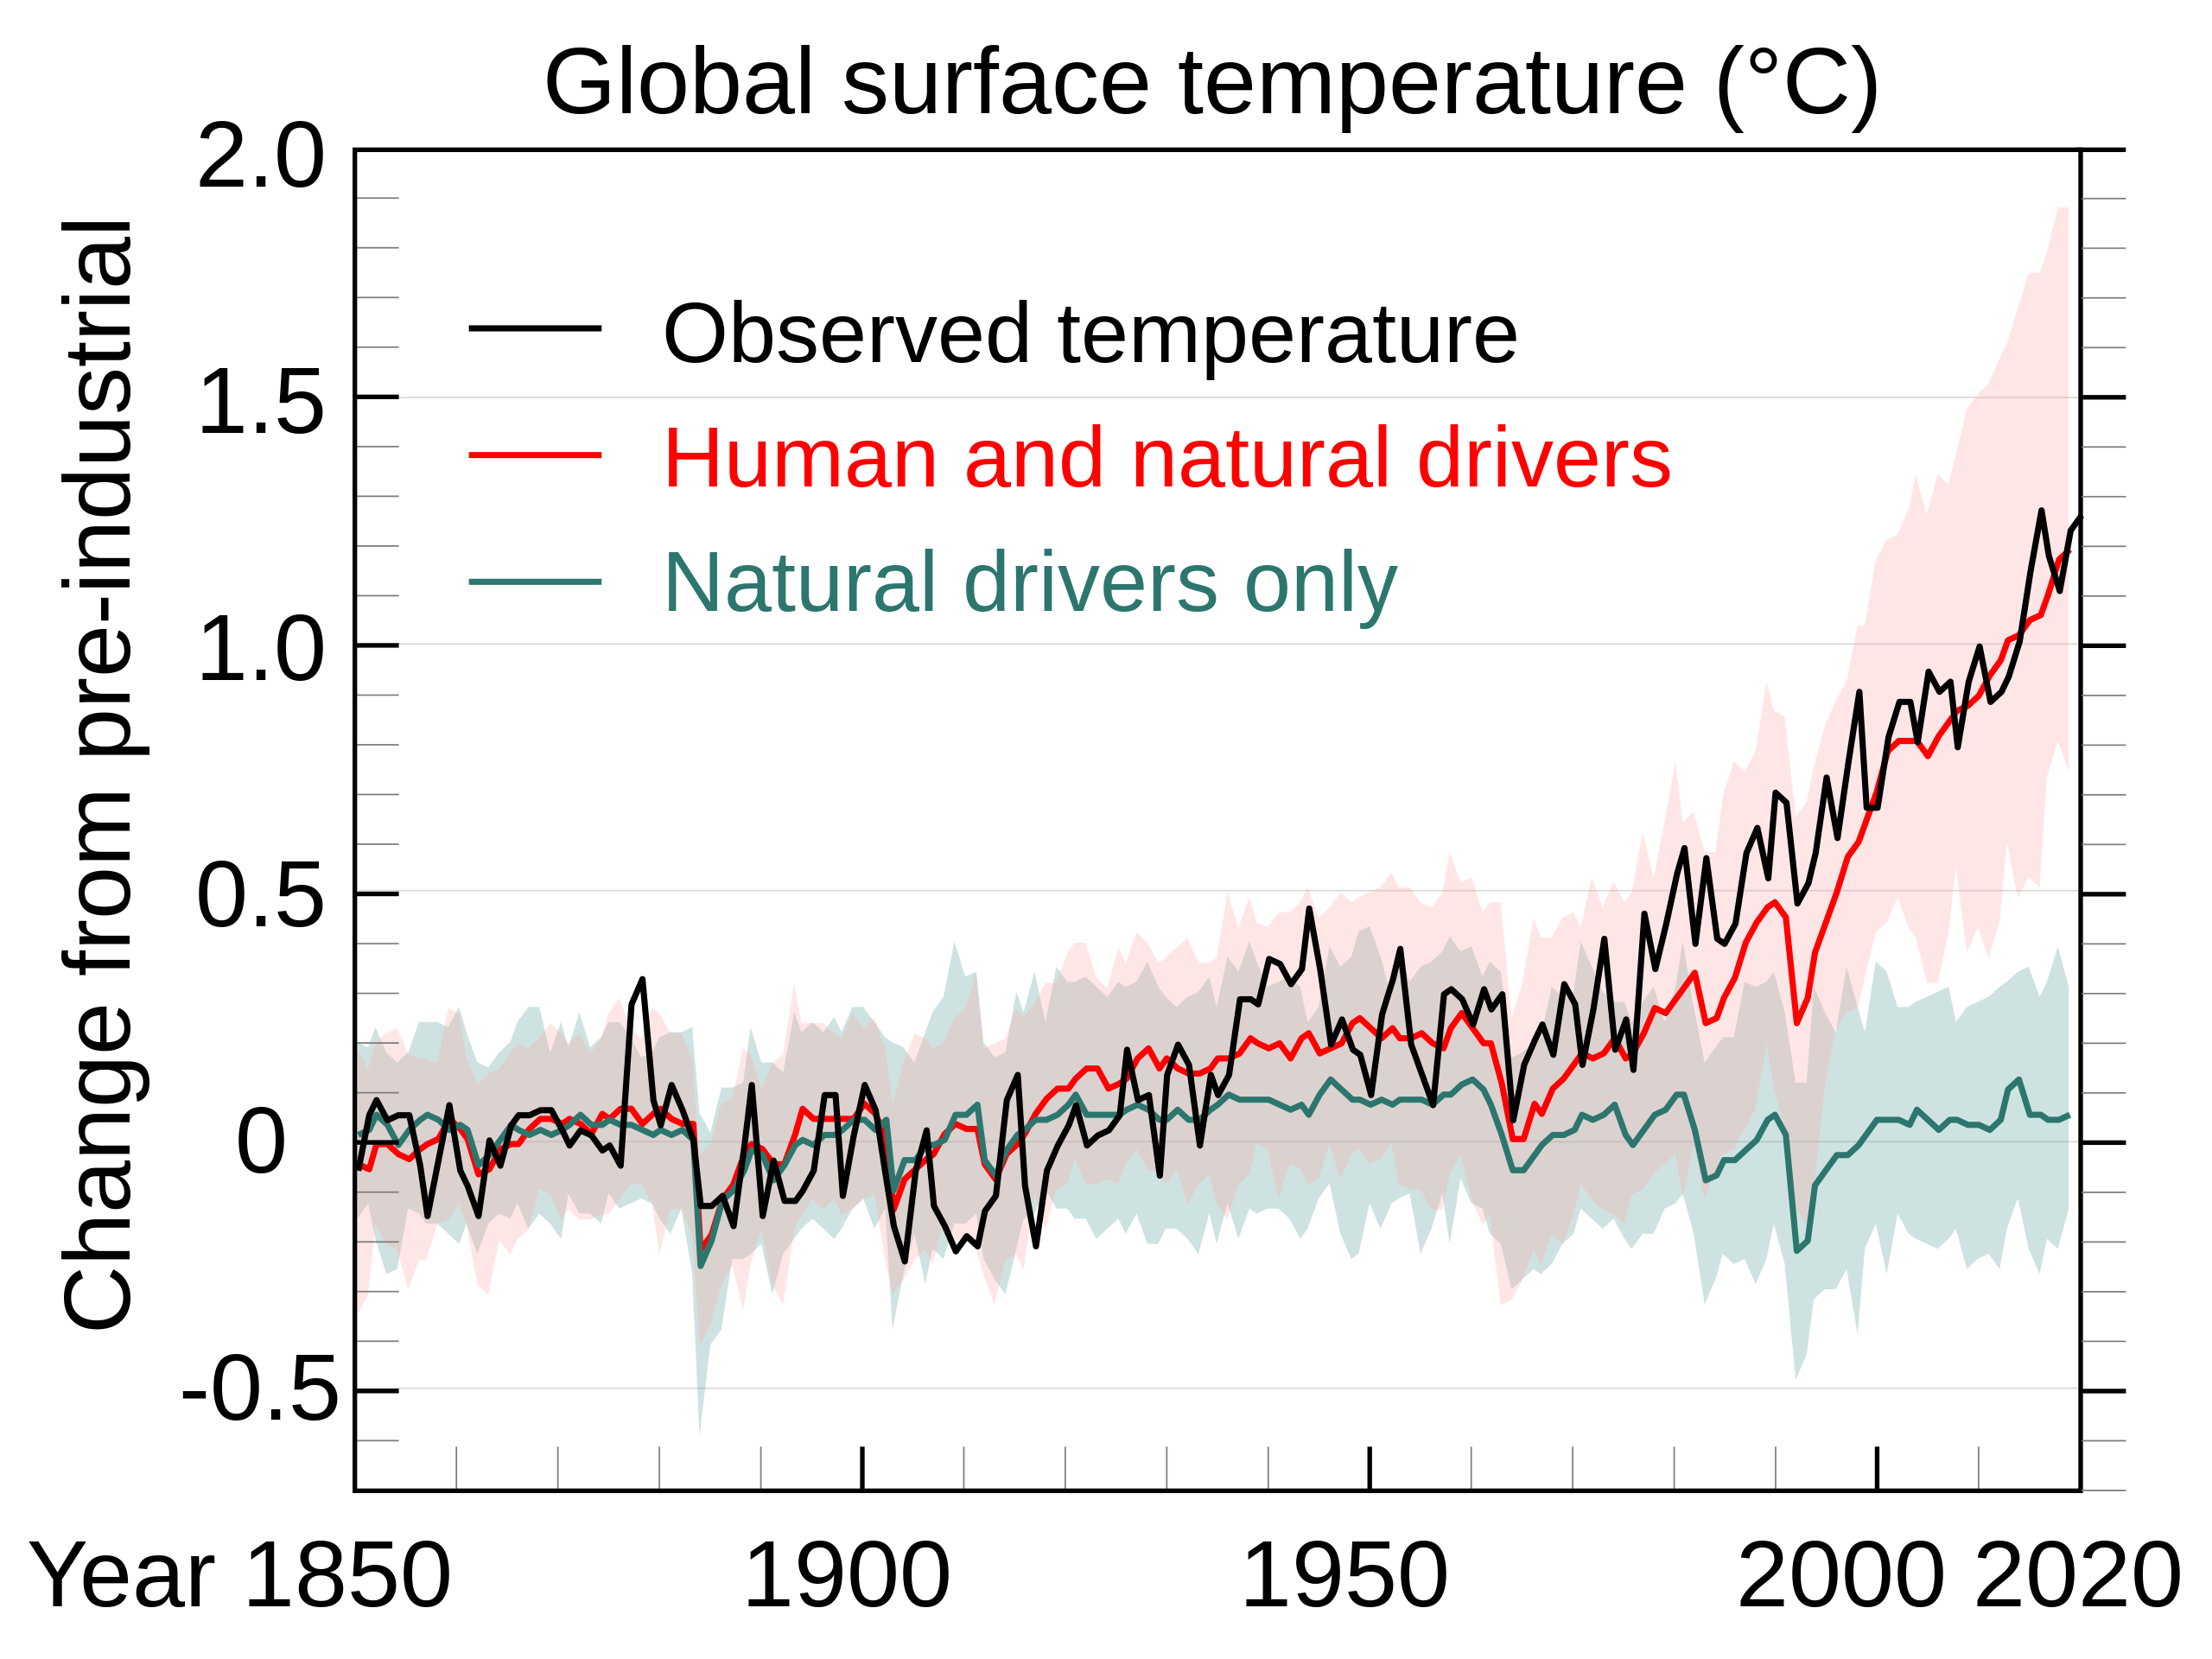 Global surface temperature (°C)
Change from pre-industrial
2.0
1.5
1.0
0.5
0
-0.5
Observed temperature
Human and natural drivers
Natural drivers only
Year 1850 1900 1950 2000 2020